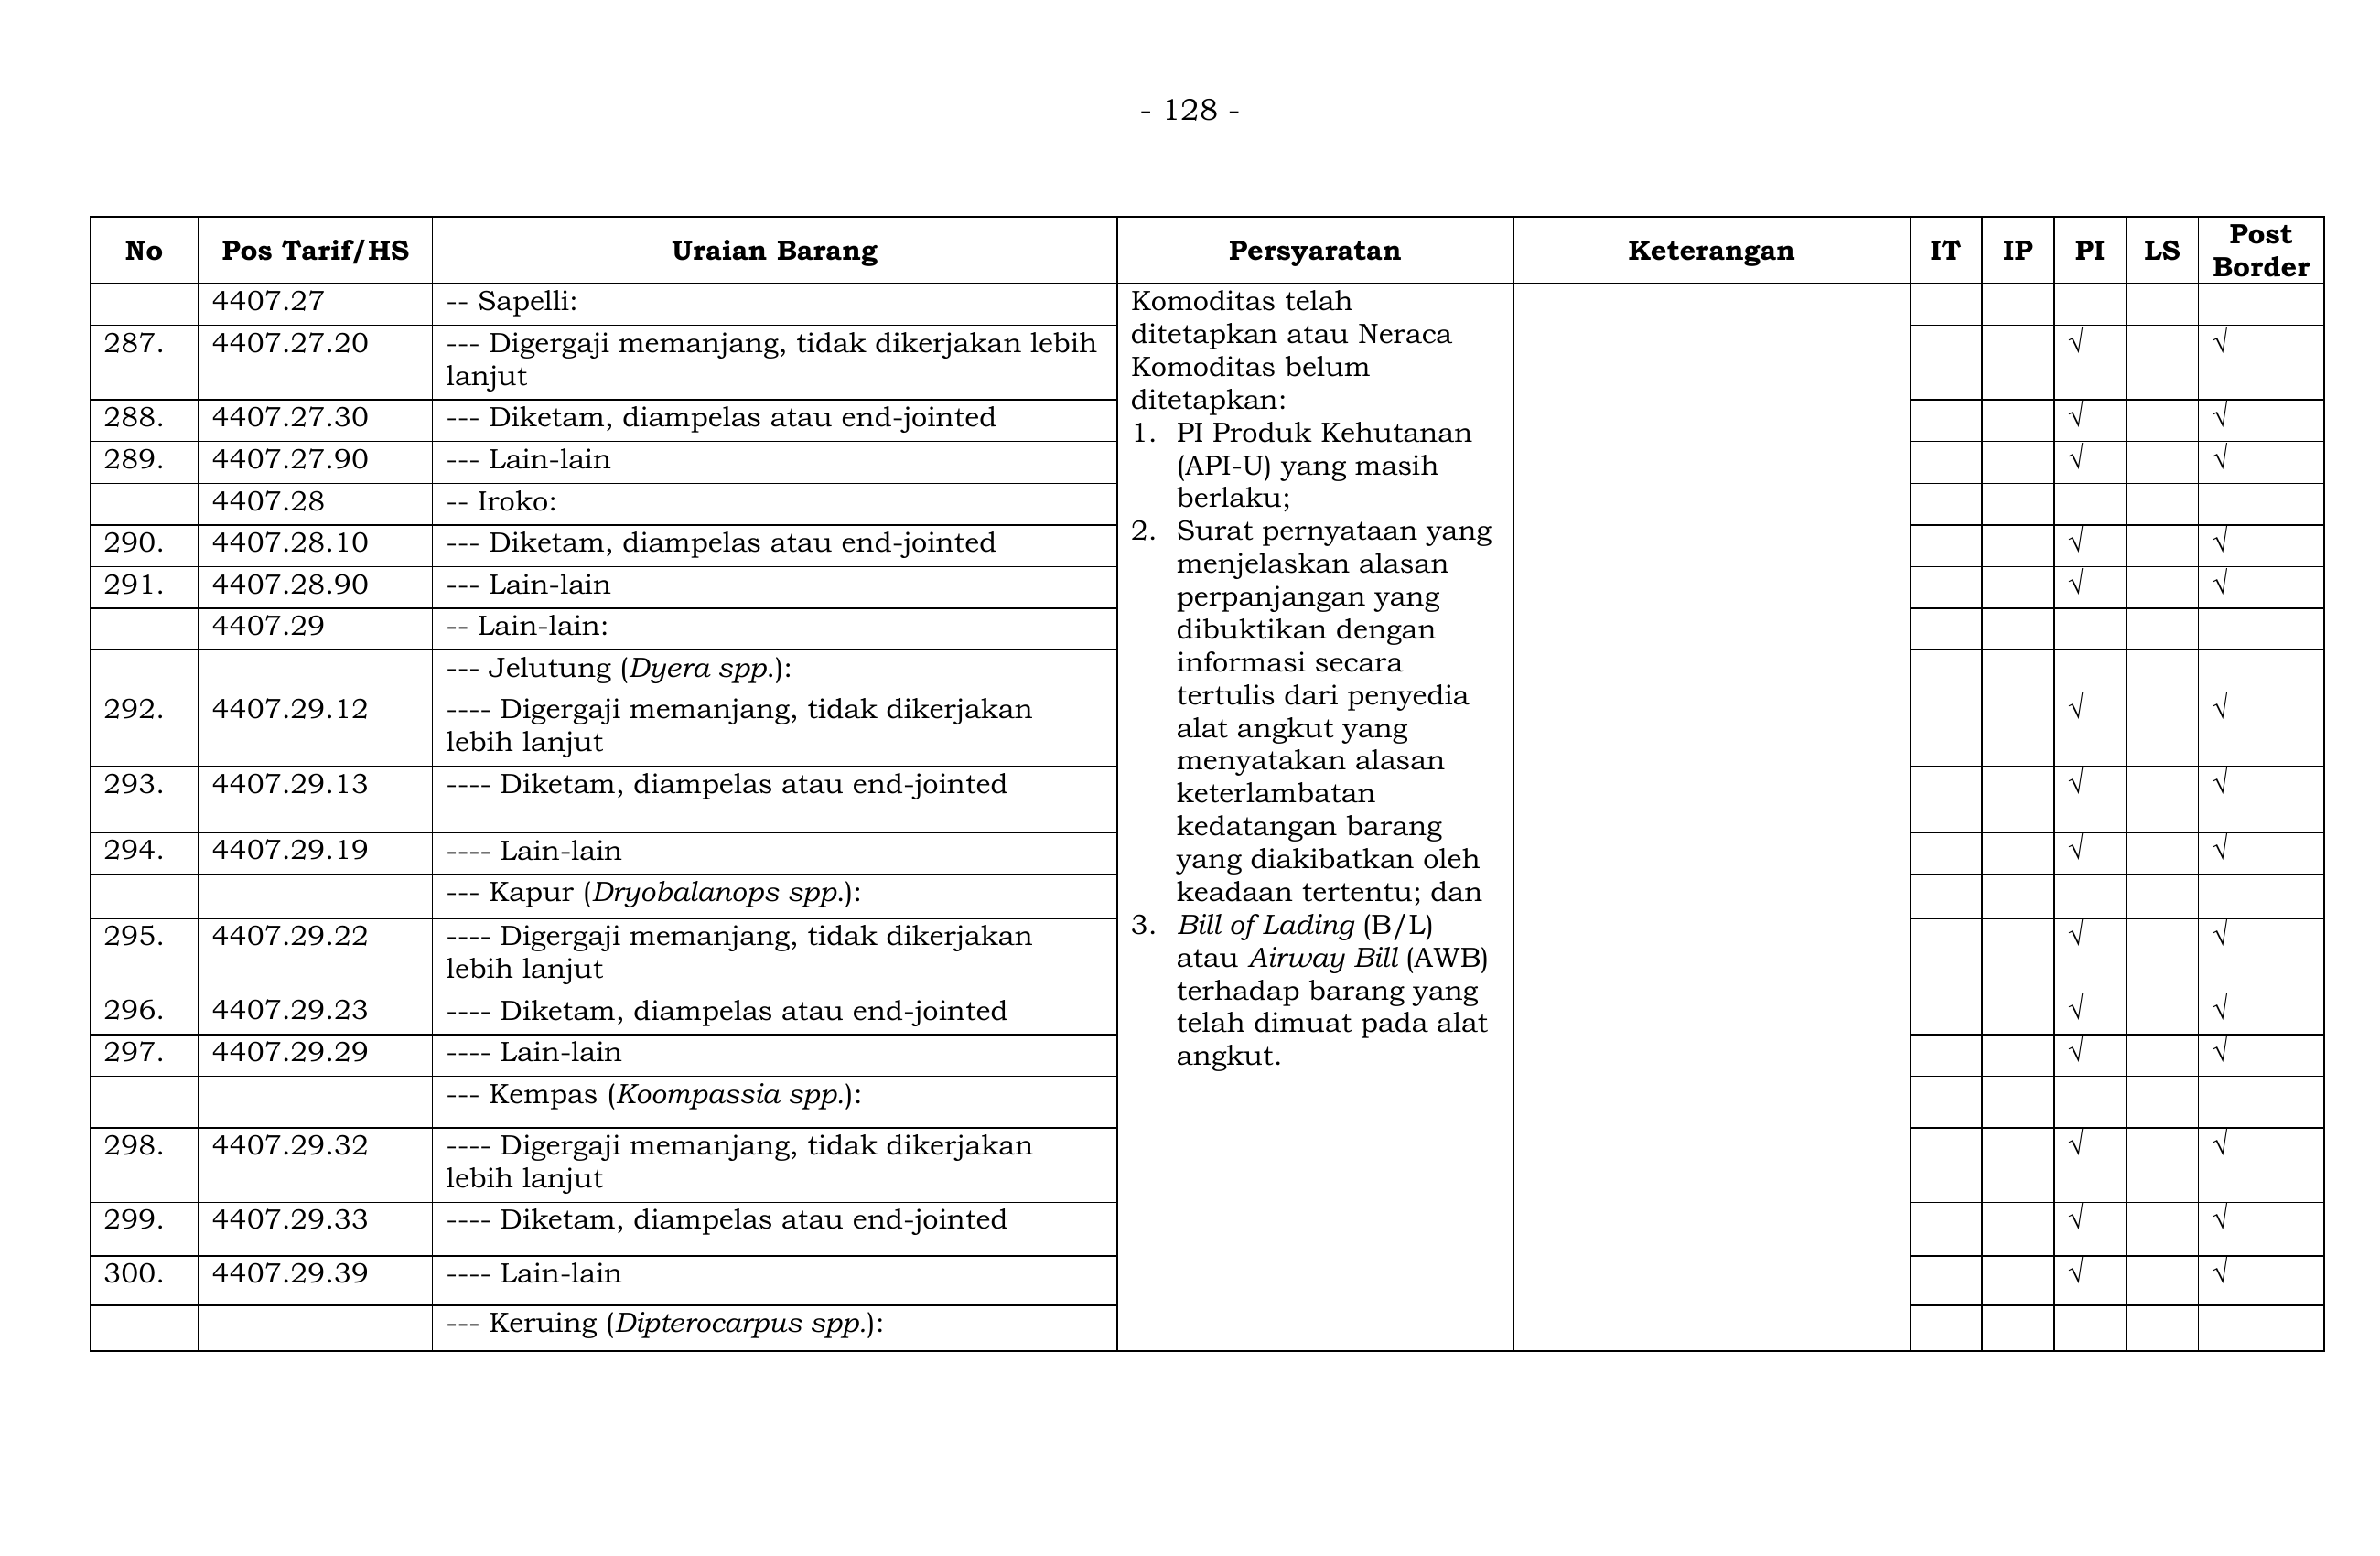 - 128 -
No Pos Tarif/HS Uraian Barang Persyaratan Keterangan IT IP PI LS Post Border
4407.27 -- Sapelli:
287. 4407.27.20 --- Digergaji memanjang, tidak dikerjakan lebih
lanjut √ √
288. 4407.27.30 --- Diketam, diampelas atau end-jointed √ √
289. 4407.27.90 --- Lain-lain √ √
4407.28 -- Iroko:
290. 4407.28.10 --- Diketam, diampelas atau end-jointed √ √
291. 4407.28.90 --- Lain-lain √ √
4407.29 -- Lain-lain:
--- Jelutung (Dyera spp.):
292. 4407.29.12 ---- Digergaji memanjang, tidak dikerjakan
lebih lanjut √ √
293. 4407.29.13 ---- Diketam, diampelas atau end-jointed √ √
294. 4407.29.19 ---- Lain-lain √ √
--- Kapur (Dryobalanops spp.):
295. 4407.29.22 ---- Digergaji memanjang, tidak dikerjakan
lebih lanjut √ √
296. 4407.29.23 ---- Diketam, diampelas atau end-jointed √ √
297. 4407.29.29 ---- Lain-lain √ √
--- Kempas (Koompassia spp.):
298. 4407.29.32 ---- Digergaji memanjang, tidak dikerjakan
lebih lanjut √ √
299. 4407.29.33 ---- Diketam, diampelas atau end-jointed √ √
300. 4407.29.39 ---- Lain-lain √ √
--- Keruing (Dipterocarpus spp.):
Komoditas telah
ditetapkan atau Neraca
Komoditas belum
ditetapkan:
1. PI Produk Kehutanan
(API-U) yang masih
berlaku;
2. Surat pernyataan yang
menjelaskan alasan
perpanjangan yang
dibuktikan dengan
informasi secara
tertulis dari penyedia
alat angkut yang
menyatakan alasan
keterlambatan
kedatangan barang
yang diakibatkan oleh
keadaan tertentu; dan
3. Bill of Lading (B/L)
atau Airway Bill (AWB)
terhadap barang yang
telah dimuat pada alat
angkut.